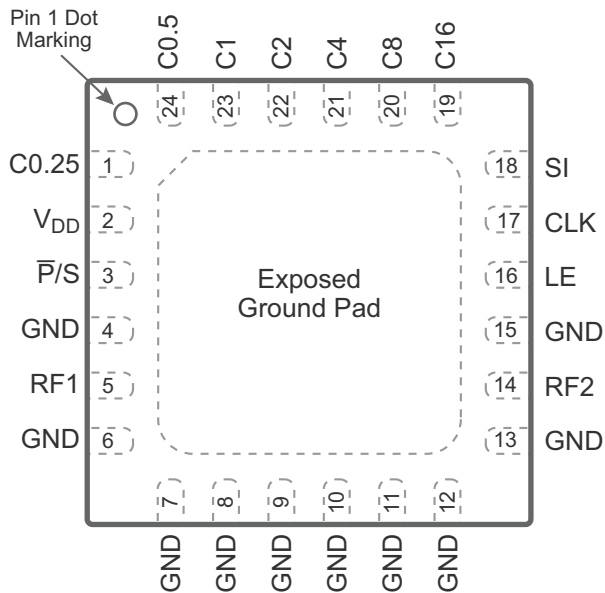 Pin 1 Dot
Marking
C0.5 C1 C2 C4 C8 C16
24 23 22 21 20 19
C0.25 1 18 SI
VDD 2 17 CLK
P̅/S 3 16 LE
Exposed
Ground Pad
GND 4 15 GND
RF1 5 14 RF2
GND 6 13 GND
7 8 9 10 11 12
GND GND GND GND GND GND